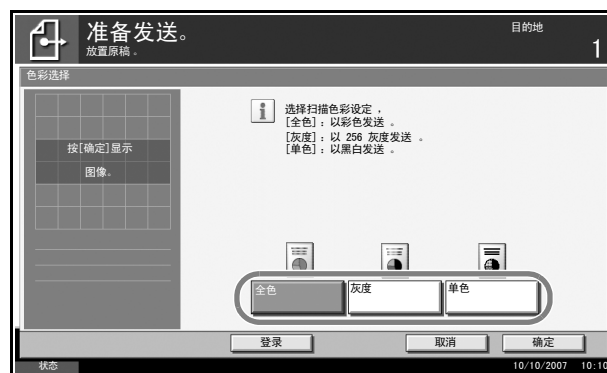 准备发送。
放置原稿。
目的地
1
色彩选择
按[确定]显示
图像。
选择扫描色彩设定，
[全色]：以彩色发送。
[灰度]：以 256 灰度发送。
[单色]：以黑白发送。
全色
灰度
单色
登录
取消
确定
状态
10/10/2007 10:10